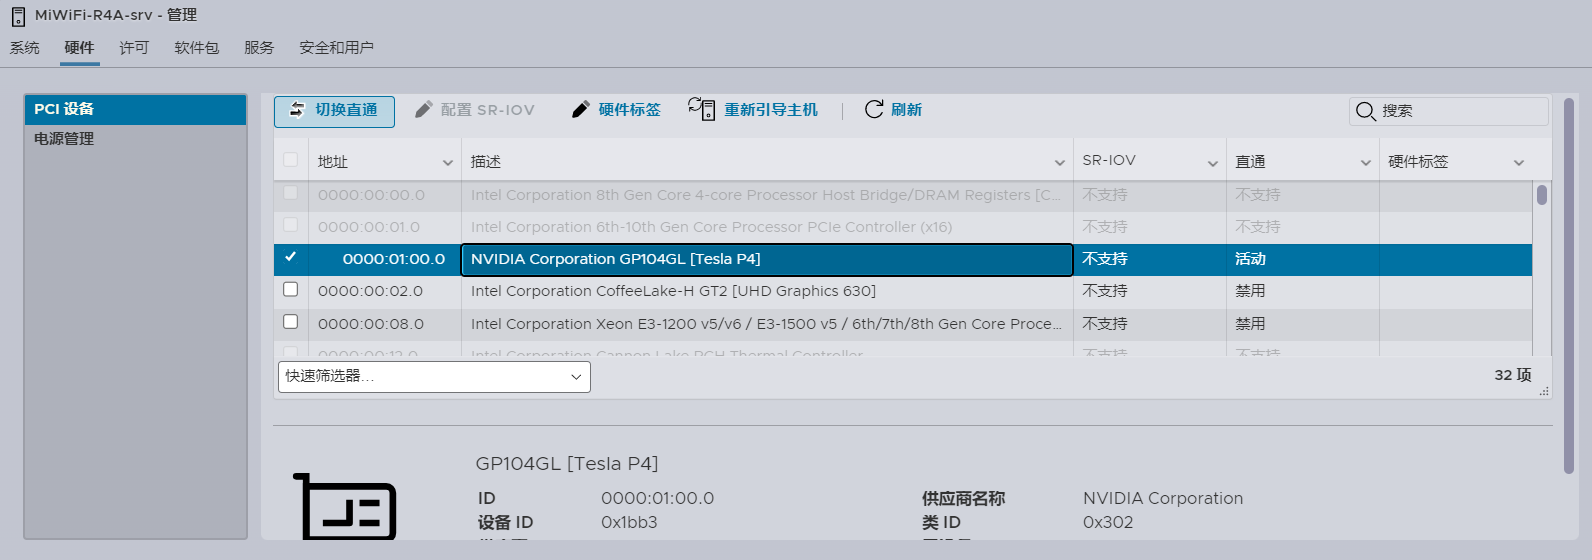 MiWiFi-R4A-srv - 管理
系统 硬件 许可 软件包 服务 安全和用户
PCI 设备
电源管理
切换直通 配置 SR-IOV 硬件标签 重新引导主机 刷新 搜索
地址 描述 SR-IOV 直通 硬件标签
0000:00:00.0 Intel Corporation 8th Gen Core 4-core Processor Host Bridge/DRAM Registers [C... 不支持 不支持
0000:00:01.0 Intel Corporation 6th-10th Gen Core Processor PCIe Controller (x16) 不支持 不支持
0000:01:00.0 NVIDIA Corporation GP104GL [Tesla P4] 不支持 活动
0000:00:02.0 Intel Corporation CoffeeLake-H GT2 [UHD Graphics 630] 不支持 禁用
0000:00:08.0 Intel Corporation Xeon E3-1200 v5/v6 / E3-1500 v5 / 6th/7th/8th Gen Core Proce... 不支持 禁用
0000:00:12.0 Intel Corporation Cannon Lake PCH Thermal Controller 不支持 不支持
快速筛选器... 32 项
GP104GL [Tesla P4]
ID 0000:01:00.0 供应商名称 NVIDIA Corporation
设备 ID 0x1bb3 类 ID 0x302